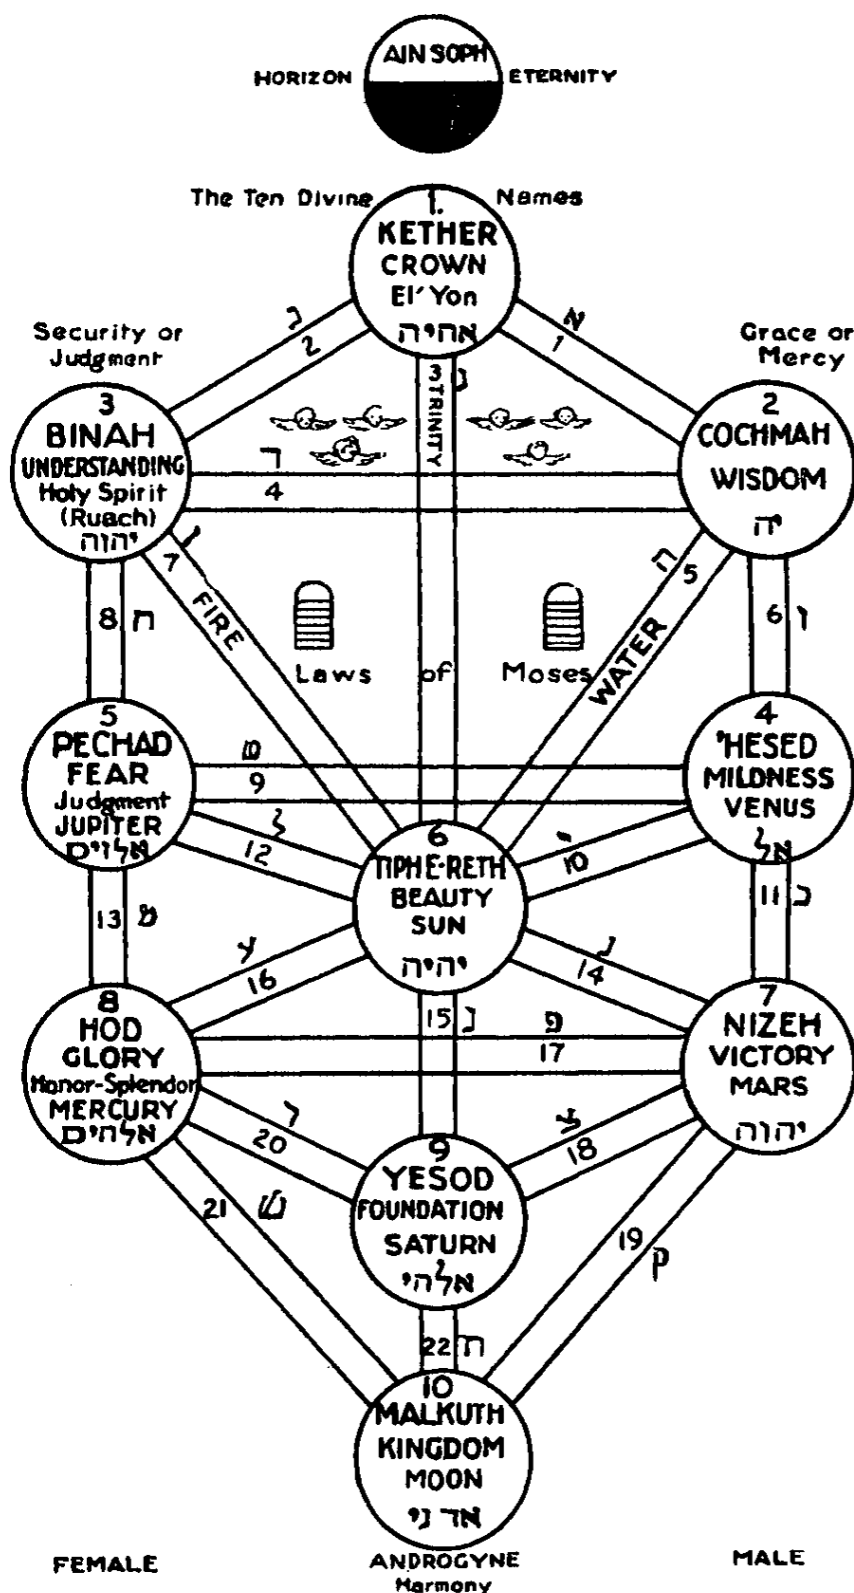 AIN SOPH
HORIZON ETERNITY
The Ten Divine Names
1.
KETHER
CROWN
El' Yon
אחיה
Security or
Judgment
Grace or
Mercy
2
א
1
3
TRINITY
3
BINAH
UNDERSTANDING
Holy Spirit
(Ruach)
יהוה
2
COCHMAH
WISDOM
יה
ד
4
7
FIRE
ה
5
WATER
8 ח
6 ו
Laws of Moses
5
PECHAD
FEAR
Judgment
JUPITER
אלוים
4
'HESED
MILDNESS
VENUS
אל
9
ל
12
י
10
6
TIPHE·RETH
BEAUTY
SUN
יהיה
13
11 כ
16
14
15
8
HOD
GLORY
Honor-Splendor
MERCURY
אלהים
7
NIZEH
VICTORY
MARS
יהוה
פ
17
ר
20
צ
18
9
YESOD
FOUNDATION
SATURN
אלהי
21 ש
19
ק
22 ת
10
MALKUTH
KINGDOM
MOON
אדני
FEMALE
ANDROGYNE
Harmony
MALE